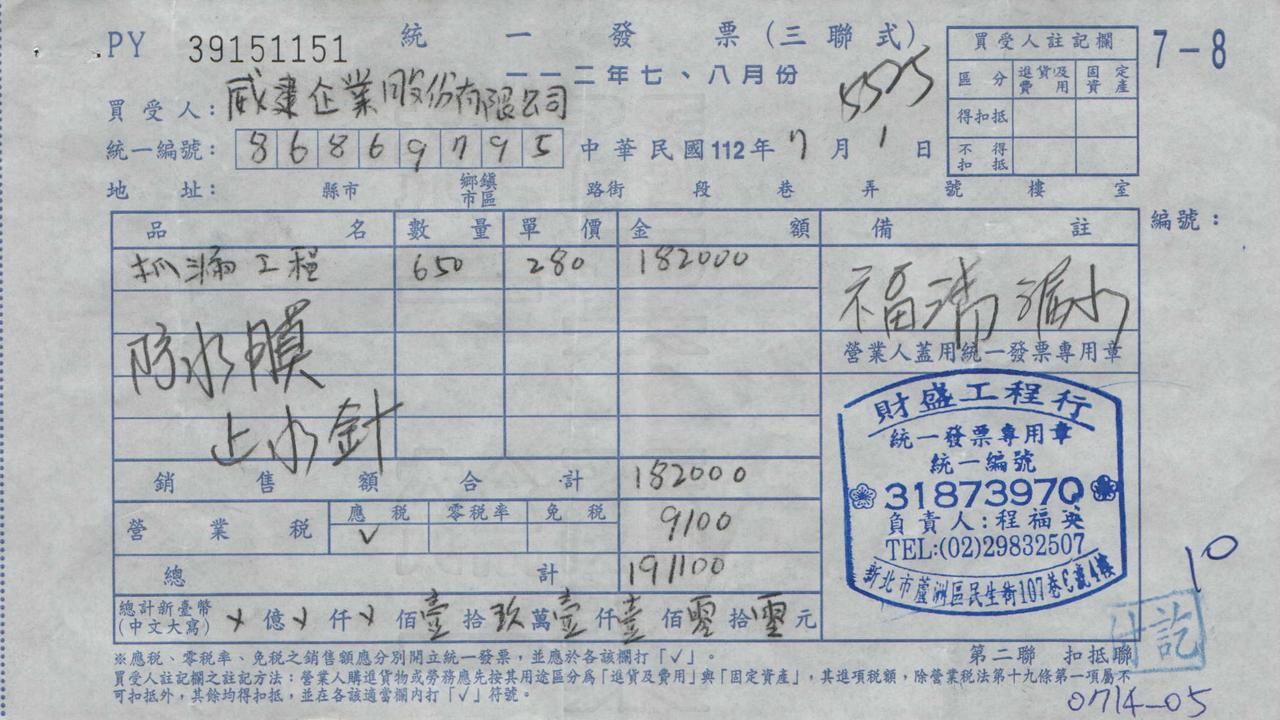 PY 39151151 統一發票(三聯式)
7-8
一一二年七、八月份
5525
買受人註記欄
區分 進貨及費用 固定資產
得扣抵
不得扣抵
買受人: 威建企業股份有限公司
統一編號: 86869795 中華民國112年7月1日
地址: 縣市 鄉鎮市區 路街 段 巷 弄 號 樓 室
品名 數量 單價 金額 備註 編號:
抓漏工程 650 280 182000
福沛漏水
防水膜
止水針
營業人蓋用統一發票專用章
財盛工程行
統一發票專用章
統一編號
31873970
負責人:程福英
TEL:(02)29832507
新北市蘆洲區民生街107巷6號4樓
銷售額合計 182000
營業稅 應稅 零稅率 免稅 9100
✓
總計 191100
總計新臺幣(中文大寫) ✗ 億 ✗ 仟 ✗ 佰 壹 拾 玖 萬 壹 仟 壹 佰 零 拾 零 元
10
訖
※應稅、零稅率、免稅之銷售額應分別開立統一發票,並應於各該欄打「✓」。
第二聯 扣抵聯
買受人註記欄之註記方法:營業人購進貨物或勞務應先按其用途區分為「進貨及費用」與「固定資產」,其進項稅額,除營業稅法第十九條第一項屬不
可扣抵外,其餘均得扣抵,並在各該適當欄內打「✓」符號。
0714-05